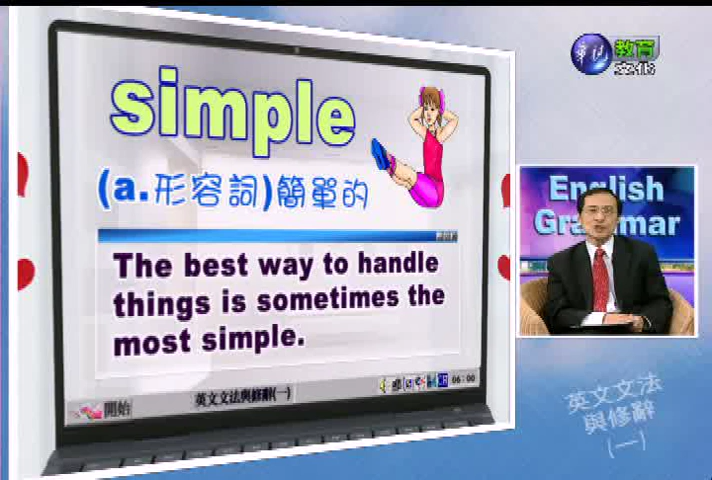 simple
(a.形容詞)簡單的
The best way to handle
things is sometimes the
most simple.
開始
英文文法與修辭(一)
06:00
華視
教育
文化
English
Grammar
英文文法
與修辭
(一)